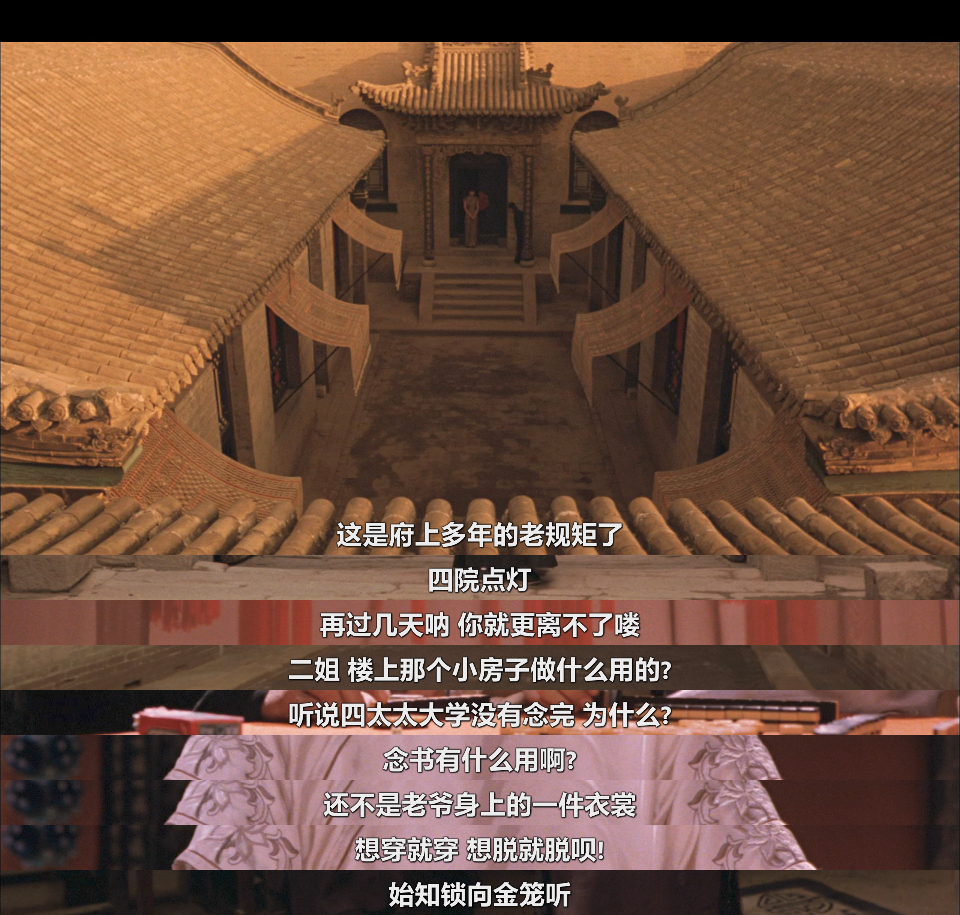 这是府上多年的老规矩了
四院点灯
再过几天呐 你就更离不了喽
二姐 楼上那个小房子做什么用的?
听说四太太大学没有念完 为什么?
念书有什么用啊?
还不是老爷身上的一件衣裳
想穿就穿 想脱就脱呗!
始知锁向金笼听